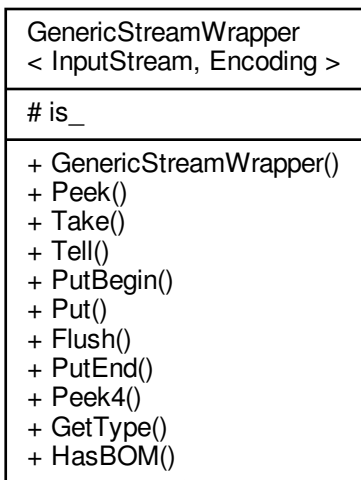 GenericStreamWrapper
< InputStream, Encoding >
# is_
+ GenericStreamWrapper()
+ Peek()
+ Take()
+ Tell()
+ PutBegin()
+ Put()
+ Flush()
+ PutEnd()
+ Peek4()
+ GetType()
+ HasBOM()